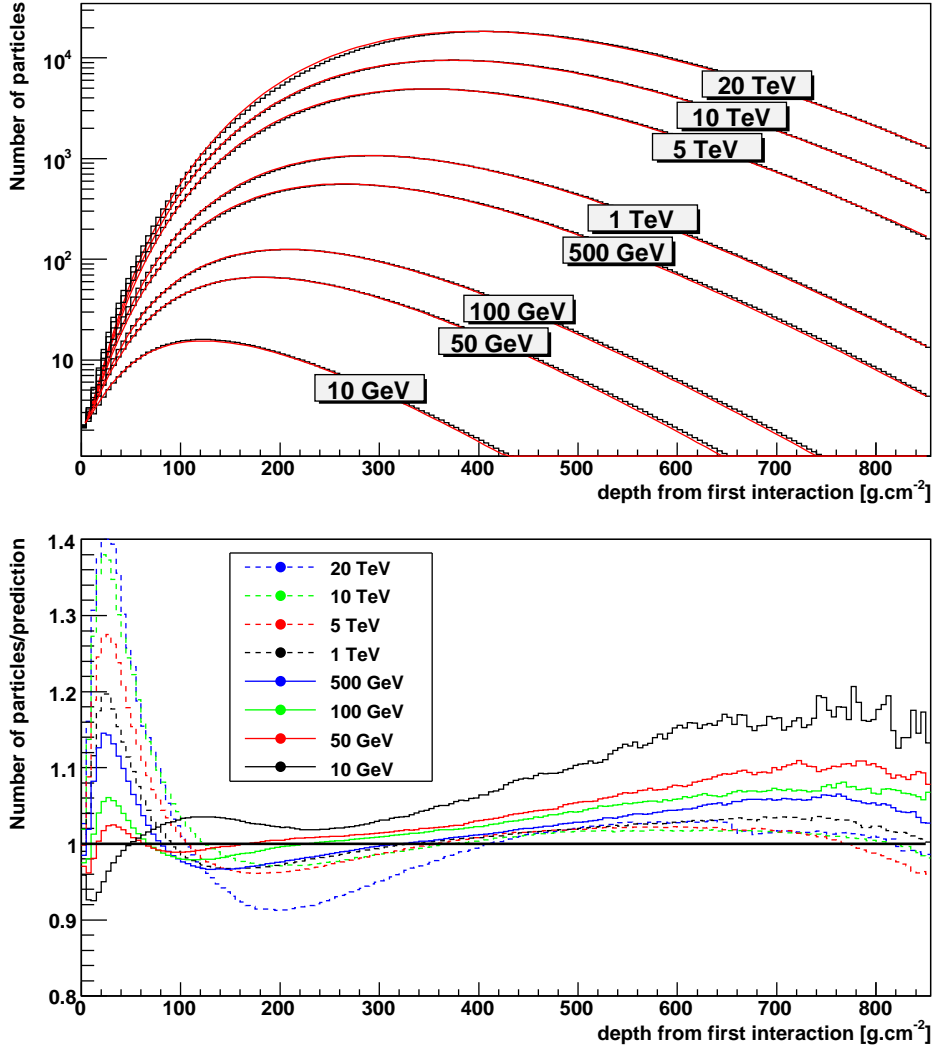 Number of particles
10⁴
10³
10²
10
20 TeV
10 TeV
5 TeV
1 TeV
500 GeV
100 GeV
50 GeV
10 GeV
0 100 200 300 400 500 600 700 800
depth from first interaction [g.cm⁻²]
Number of particles/prediction
1.4
1.3
1.2
1.1
1
0.9
0.8
20 TeV
10 TeV
5 TeV
1 TeV
500 GeV
100 GeV
50 GeV
10 GeV
0 100 200 300 400 500 600 700 800
depth from first interaction [g.cm⁻²]